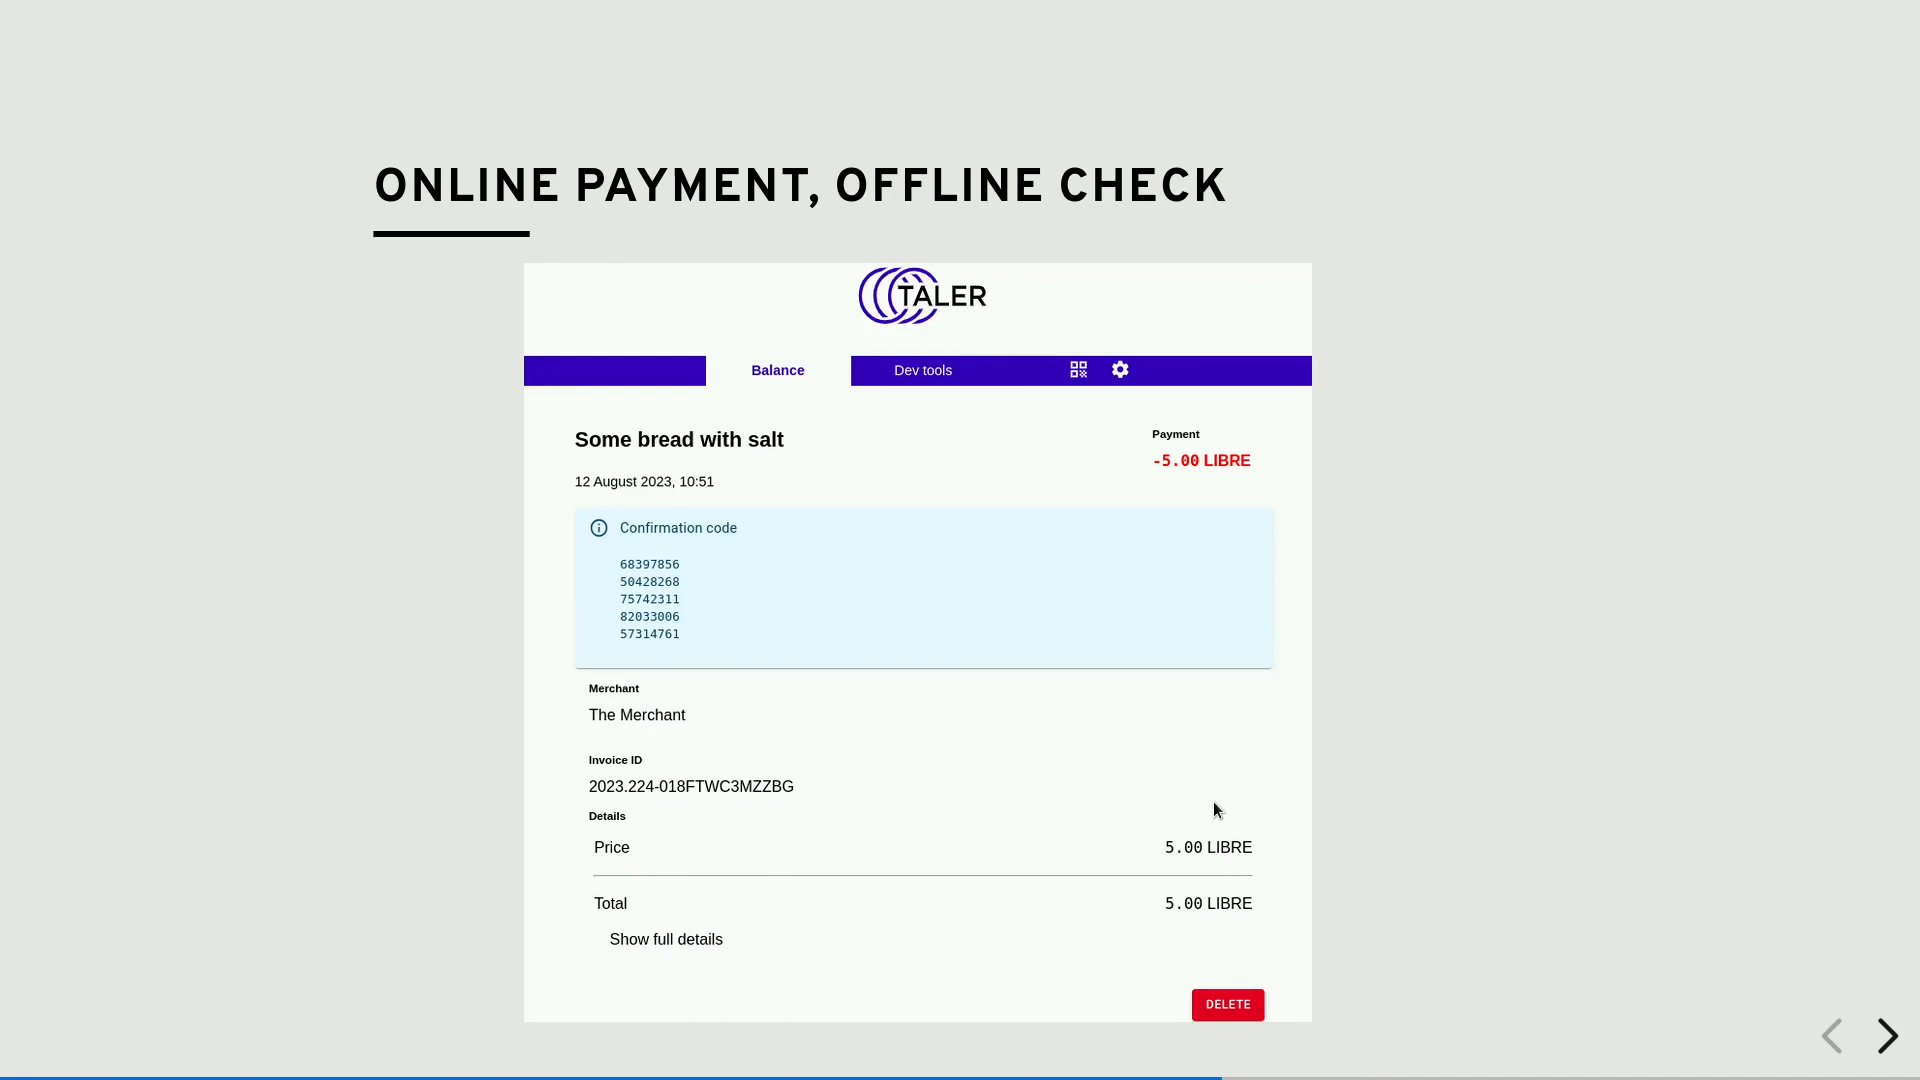 ONLINE PAYMENT, OFFLINE CHECK
TALER
Balance
Dev tools
Some bread with salt
Payment
-5.00 LIBRE
12 August 2023, 10:51
Confirmation code
68397856
50428268
75742311
82033006
57314761
Merchant
The Merchant
Invoice ID
2023.224-018FTWC3MZZBG
Details
Price 5.00 LIBRE
Total 5.00 LIBRE
Show full details
DELETE